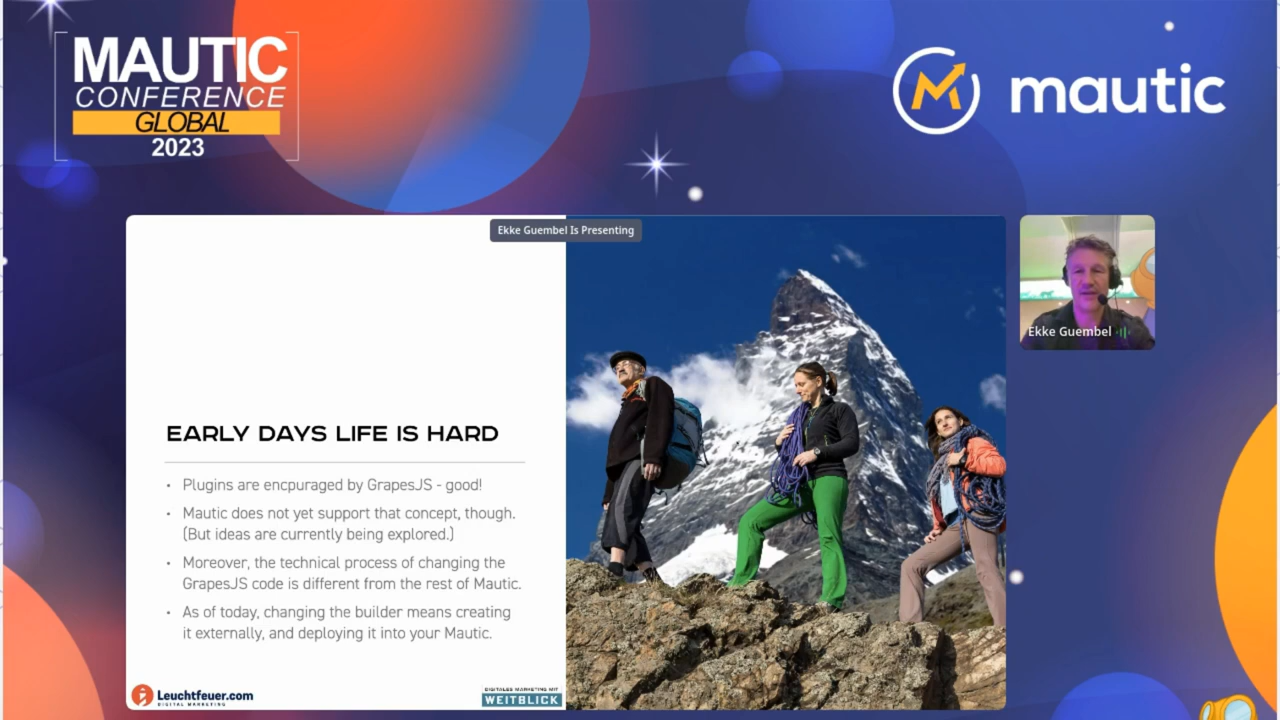 MAUTIC
CONFERENCE
GLOBAL
2023
mautic
Ekke Guembel Is Presenting
Ekke Guembel
EARLY DAYS LIFE IS HARD
• Plugins are encpuraged by GrapesJS - good!
• Mautic does not yet support that concept, though.
(But ideas are currently being explored.)
• Moreover, the technical process of changing the
GrapesJS code is different from the rest of Mautic.
• As of today, changing the builder means creating
it externally, and deploying it into your Mautic.
Leuchtfeuer.com
DIGITAL MARKETING
DIGITALES MARKETING MIT
WEITBLICK